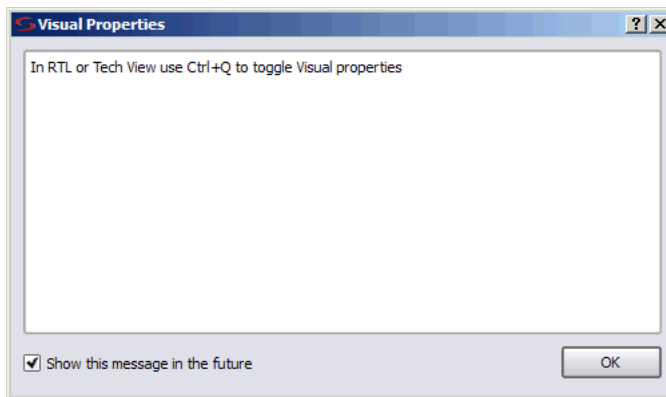 Visual Properties
In RTL or Tech View use Ctrl+Q to toggle Visual properties
Show this message in the future
OK